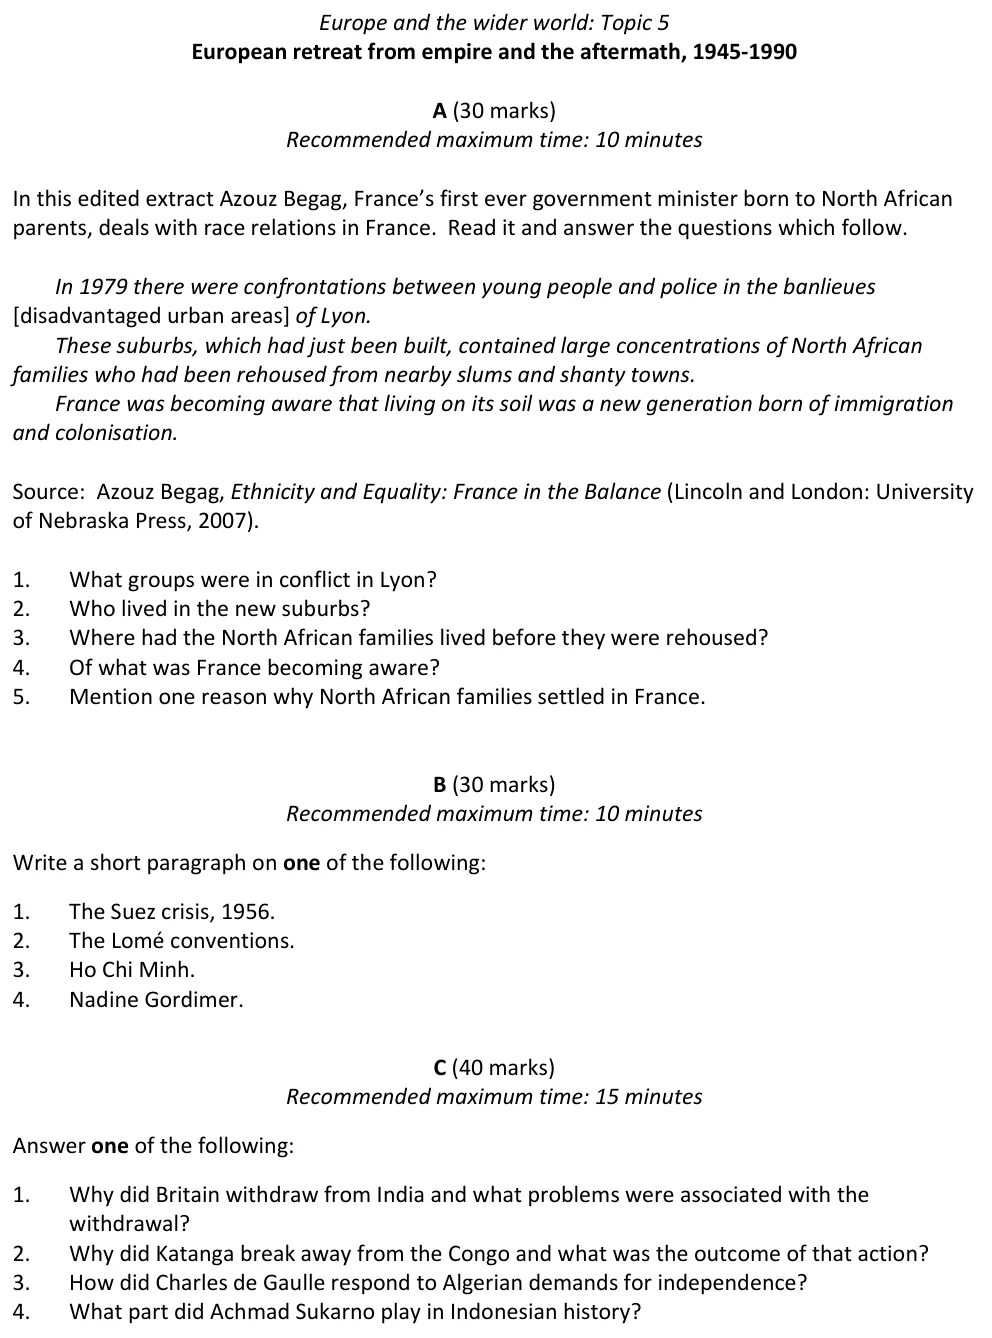 Europe and the wider world: Topic 5
European retreat from empire and the aftermath, 1945-1990
A (30 marks)
Recommended maximum time: 10 minutes
In this edited extract Azouz Begag, France’s first ever government minister born to North African
parents, deals with race relations in France.  Read it and answer the questions which follow.
In 1979 there were confrontations between young people and police in the banlieues
[disadvantaged urban areas] of Lyon.
These suburbs, which had just been built, contained large concentrations of North African
families who had been rehoused from nearby slums and shanty towns.
France was becoming aware that living on its soil was a new generation born of immigration
and colonisation.
Source:  Azouz Begag, Ethnicity and Equality: France in the Balance (Lincoln and London: University
of Nebraska Press, 2007).
1. What groups were in conflict in Lyon?
2. Who lived in the new suburbs?
3. Where had the North African families lived before they were rehoused?
4. Of what was France becoming aware?
5. Mention one reason why North African families settled in France.
B (30 marks)
Recommended maximum time: 10 minutes
Write a short paragraph on one of the following:
1. The Suez crisis, 1956.
2. The Lomé conventions.
3. Ho Chi Minh.
4. Nadine Gordimer.
C (40 marks)
Recommended maximum time: 15 minutes
Answer one of the following:
1. Why did Britain withdraw from India and what problems were associated with the
withdrawal?
2. Why did Katanga break away from the Congo and what was the outcome of that action?
3. How did Charles de Gaulle respond to Algerian demands for independence?
4. What part did Achmad Sukarno play in Indonesian history?